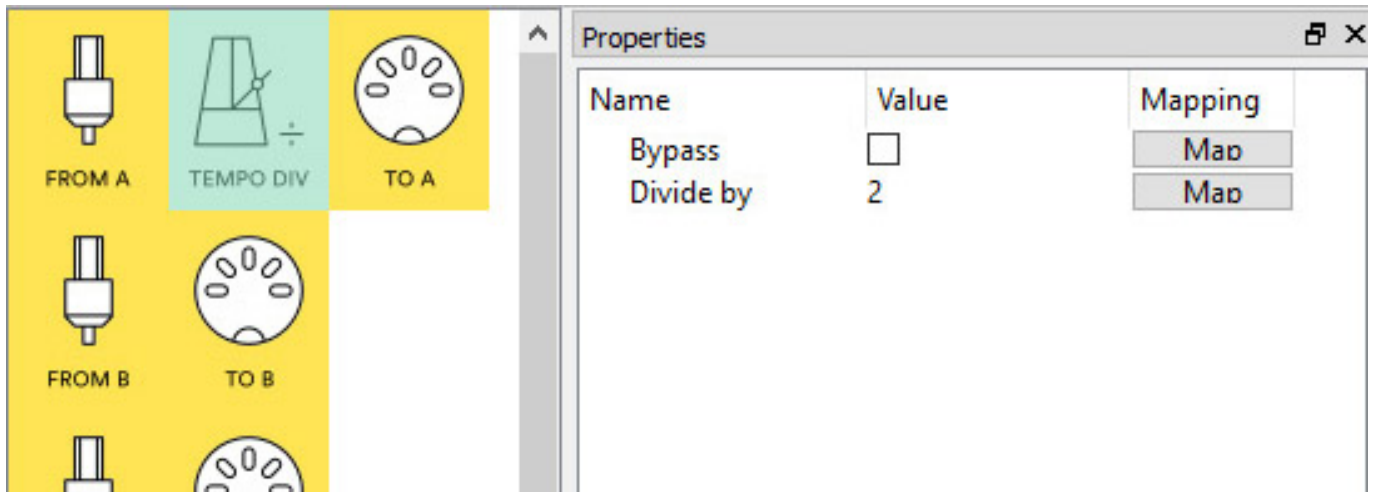 FROM A
TEMPO DIV
TO A
FROM B
TO B
Properties
Name Value Mapping
Bypass Map
Divide by 2 Map